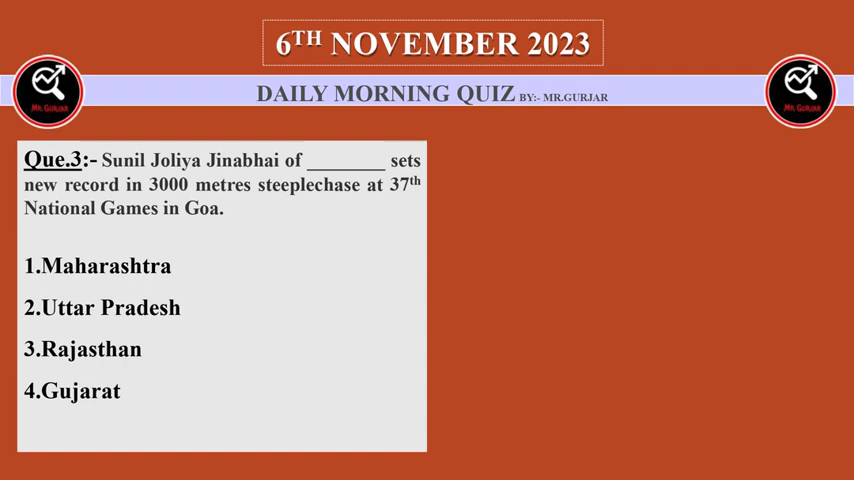 6TH NOVEMBER 2023
DAILY MORNING QUIZ BY:- MR.GURJAR
MR.GURJAR
MR.GURJAR
Que.3:- Sunil Joliya Jinabhai of ________ sets
new record in 3000 metres steeplechase at 37th
National Games in Goa.
1.Maharashtra
2.Uttar Pradesh
3.Rajasthan
4.Gujarat